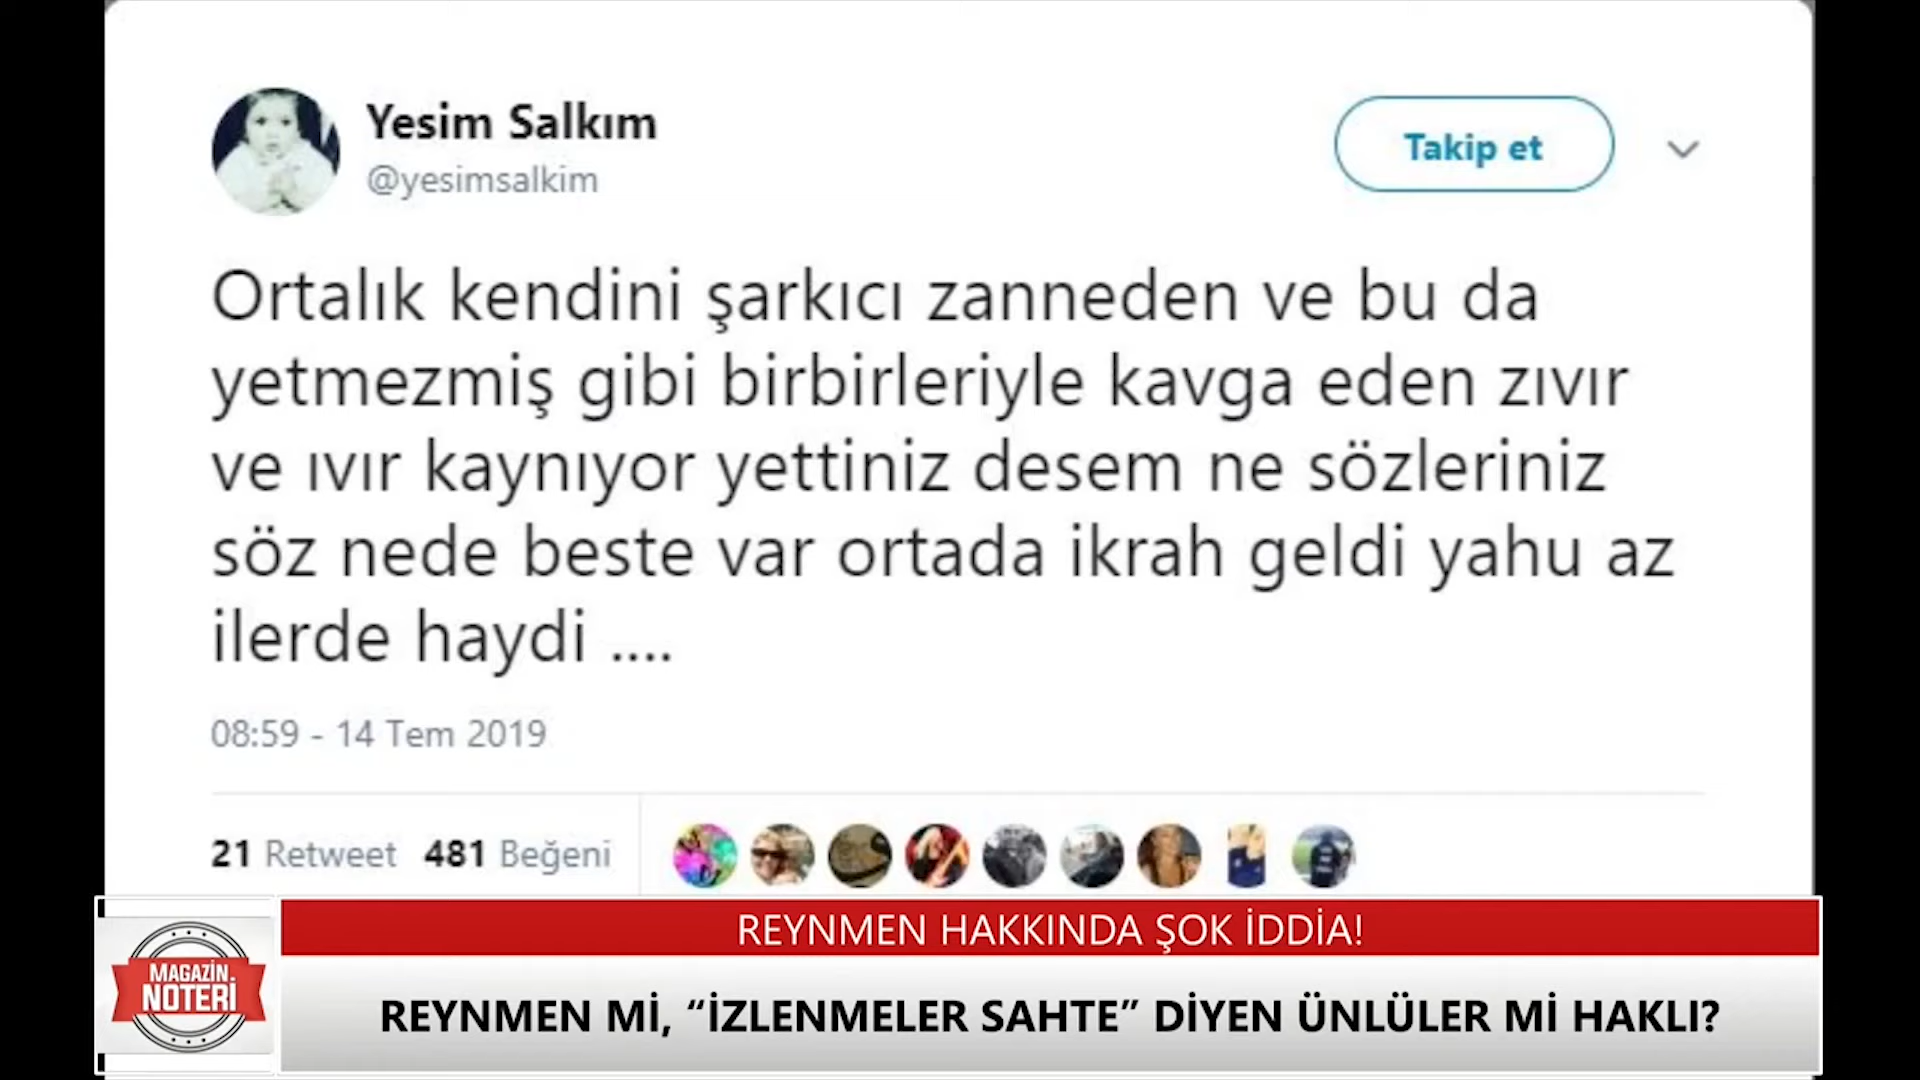 Yesim Salkım
@yesimsalkim
Takip et
Ortalık kendini şarkıcı zanneden ve bu da
yetmezmiş gibi birbirleriyle kavga eden zıvır
ve ıvır kaynıyor yettiniz desem ne sözleriniz
söz nede beste var ortada ikrah geldi yahu az
ilerde haydi ....
08:59 - 14 Tem 2019
21 Retweet 481 Beğeni
REYNMEN HAKKINDA ŞOK İDDİA!
MAGAZİN
NOTERİ
REYNMEN Mİ, “İZLENMELER SAHTE” DİYEN ÜNLÜLER Mİ HAKLI?